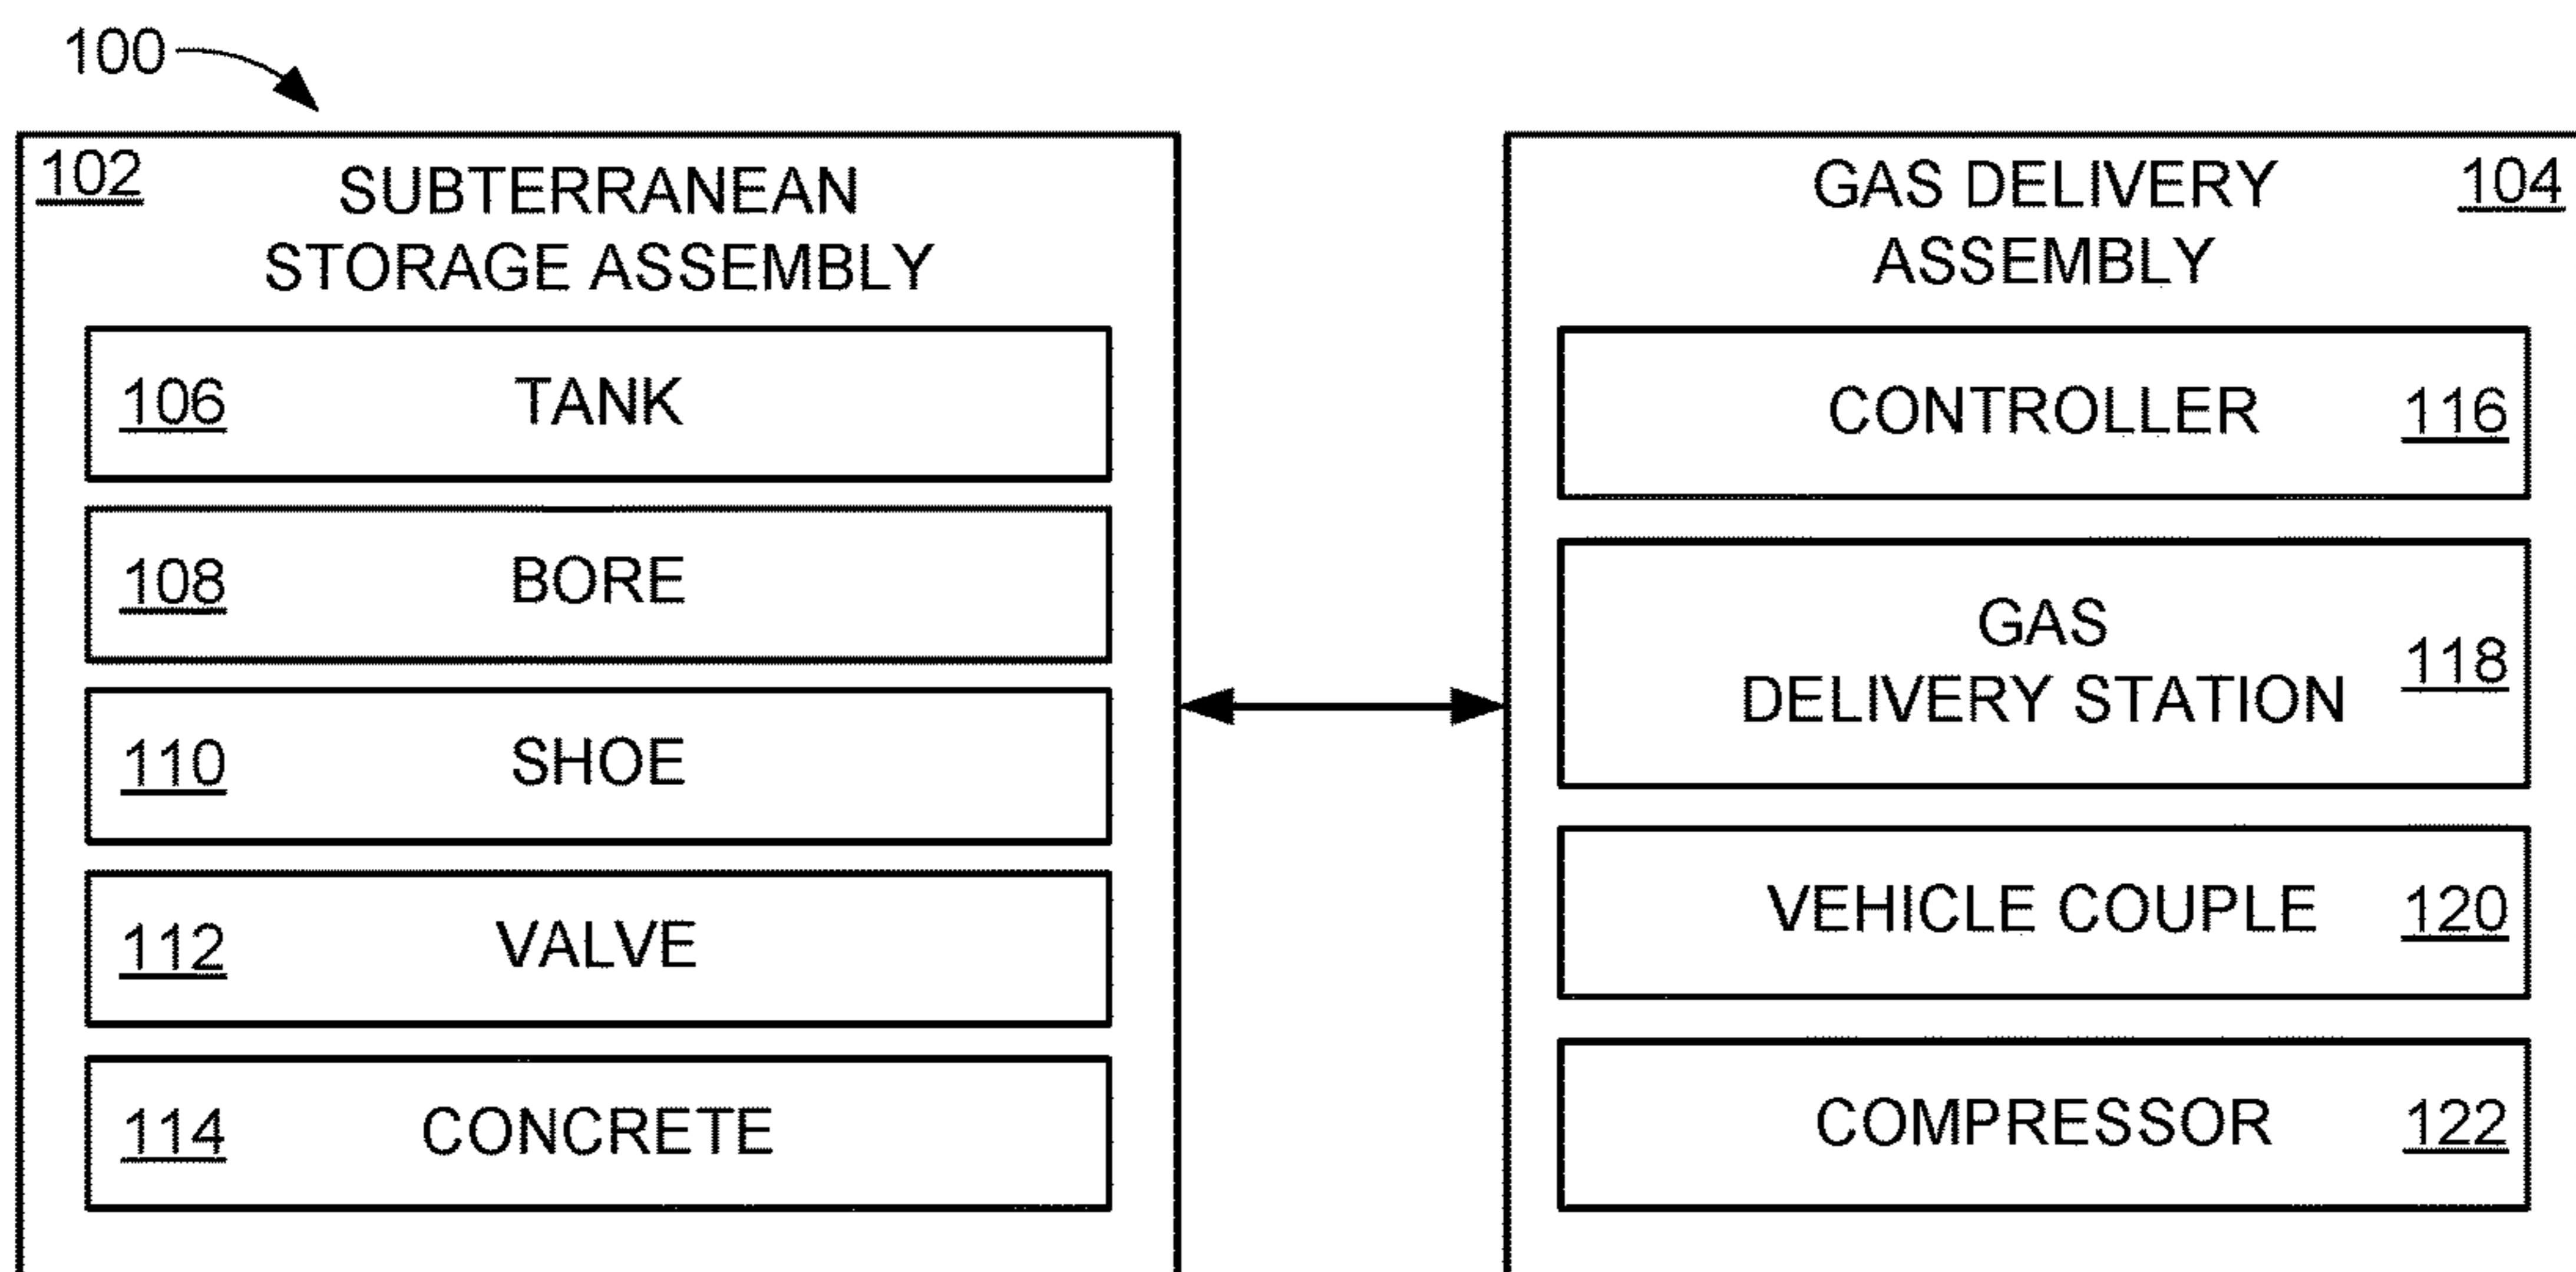 100
102 SUBTERRANEAN
STORAGE ASSEMBLY
106 TANK
108 BORE
110 SHOE
112 VALVE
114 CONCRETE
GAS DELIVERY 104
ASSEMBLY
CONTROLLER 116
GAS
DELIVERY STATION 118
VEHICLE COUPLE 120
COMPRESSOR 122